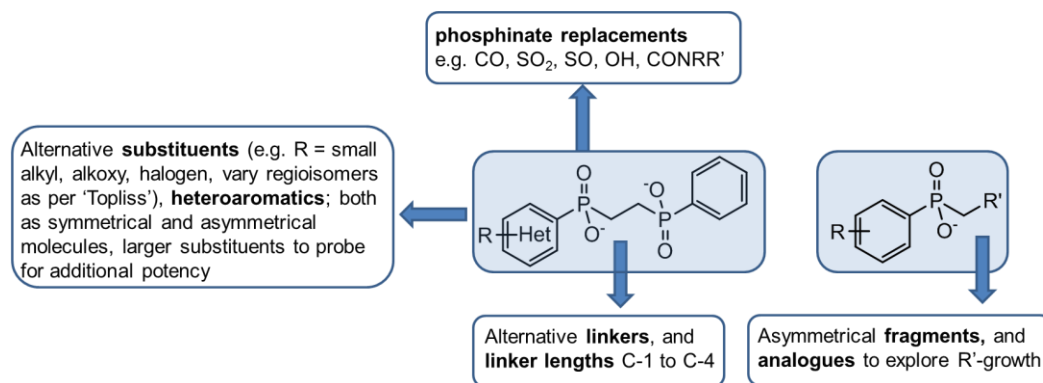 phosphinate replacements
e.g. CO, SO₂, SO, OH, CONRR’
Alternative substituents (e.g. R = small
alkyl, alkoxy, halogen, vary regioisomers
as per ‘Topliss’), heteroaromatics; both
as symmetrical and asymmetrical
molecules, larger substituents to probe
for additional potency
R
Het
O
P
O⁻
⁻O
P
O
R
O
P
O⁻
R'
Alternative linkers, and
linker lengths C-1 to C-4
Asymmetrical fragments, and
analogues to explore R’-growth